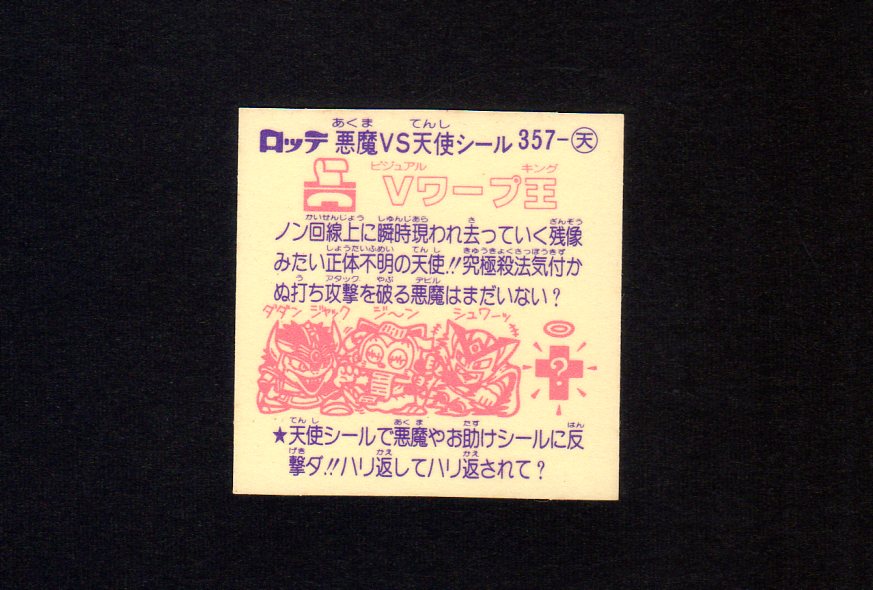 ロッテ 悪魔VS天使シール 357-天
Vワープ王
ノン回線上に瞬時現われ去っていく残像
みたい正体不明の天使!!究極殺法気付か
ぬ打ち攻撃を破る悪魔はまだいない?
ダダン ジャック ジ〜ン シュワーッ
?
★天使シールで悪魔やお助けシールに反
撃ダ!!ハリ返してハリ返されて?